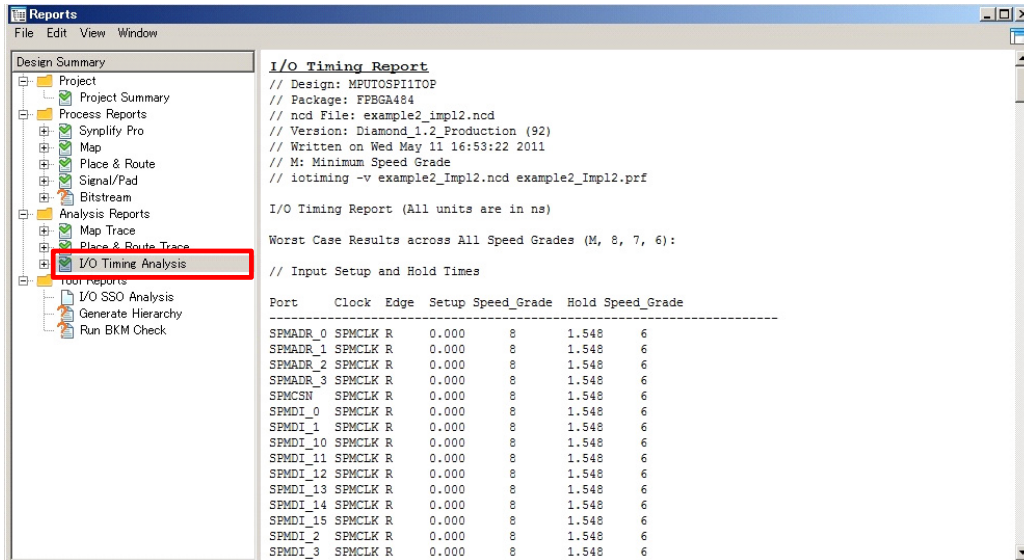 Reports
File Edit View Window
Design Summary
Project
Project Summary
Process Reports
Synplify Pro
Map
Place & Route
Signal/Pad
Bitstream
Analysis Reports
Map Trace
Place & Route Trace
I/O Timing Analysis
Tool Reports
I/O SSO Analysis
Generate Hierarchy
Run BKM Check
I/O Timing Report
// Design: MPUTOSPI1TOP
// Package: FPBGA484
// ncd File: example2_impl2.ncd
// Version: Diamond_1.2_Production (92)
// Written on Wed May 11 16:53:22 2011
// M: Minimum Speed Grade
// iotiming -v example2_Impl2.ncd example2_Impl2.prf
I/O Timing Report (All units are in ns)
Worst Case Results across All Speed Grades (M, 8, 7, 6):
// Input Setup and Hold Times
Port Clock Edge Setup Speed_Grade Hold Speed_Grade
----------------------------------------------------------------------
SPMADR_0 SPMCLK R 0.000 8 1.548 6
SPMADR_1 SPMCLK R 0.000 8 1.548 6
SPMADR_2 SPMCLK R 0.000 8 1.548 6
SPMADR_3 SPMCLK R 0.000 8 1.548 6
SPMCSN SPMCLK R 0.000 8 1.548 6
SPMDI_0 SPMCLK R 0.000 8 1.548 6
SPMDI_1 SPMCLK R 0.000 8 1.548 6
SPMDI_10 SPMCLK R 0.000 8 1.548 6
SPMDI_11 SPMCLK R 0.000 8 1.548 6
SPMDI_12 SPMCLK R 0.000 8 1.548 6
SPMDI_13 SPMCLK R 0.000 8 1.548 6
SPMDI_14 SPMCLK R 0.000 8 1.548 6
SPMDI_15 SPMCLK R 0.000 8 1.548 6
SPMDI_2 SPMCLK R 0.000 8 1.548 6
SPMDI_3 SPMCLK R 0.000 8 1.548 6